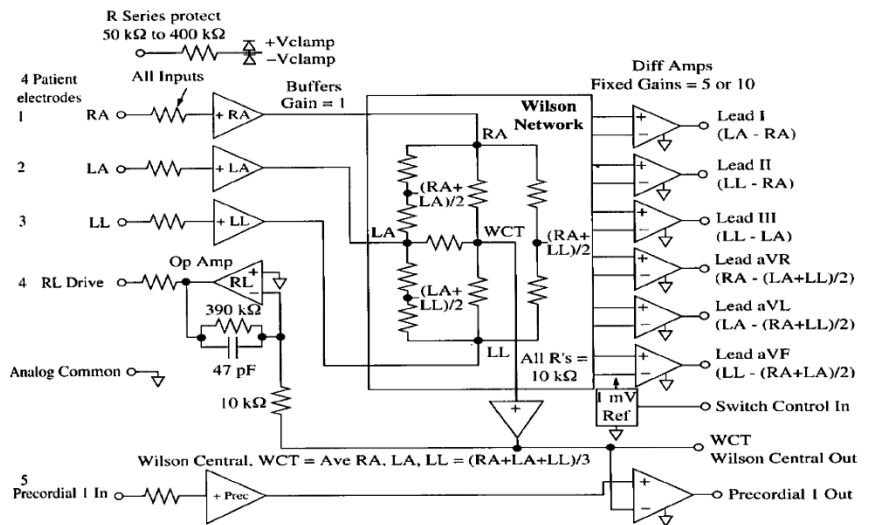 R Series protect
50 kΩ to 400 kΩ
+Vclamp
−Vclamp
4 Patient
electrodes
All Inputs
Buffers
Gain = 1
Diff Amps
Fixed Gains = 5 or 10
1
RA
+ RA
Wilson
Network
RA
+
−
Lead I
(LA - RA)
2
LA
+ LA
(RA+
LA)/2
+
−
Lead II
(LL - RA)
3
LL
+ LL
LA
WCT
(RA+
LL)/2
+
−
Lead III
(LL - LA)
Op Amp
4
RL Drive
RL
+
−
(LA+
LL)/2
+
−
Lead aVR
(RA - (LA+LL)/2)
390 kΩ
47 pF
+
−
Lead aVL
(LA - (RA+LL)/2)
LL
All R's =
10 kΩ
+
−
Lead aVF
(LL - (RA+LA)/2)
Analog Common
10 kΩ
+
1 mV
Ref
Switch Control In
WCT
Wilson Central Out
Wilson Central, WCT = Ave RA, LA, LL = (RA+LA+LL)/3
5
Precordial 1 In
+ Prec
+
−
Precordial 1 Out